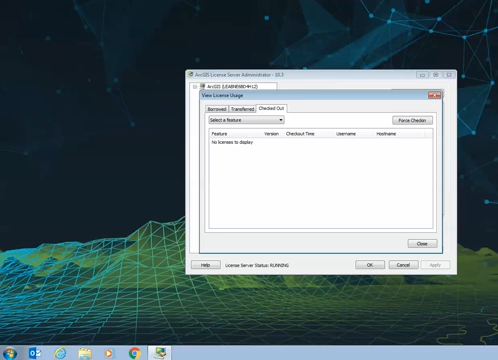 ArcGIS License Server Administrator - 10.3
View License Usage
Borrowed Transferred Checked Out
Select a feature
Force Checkin
Feature Version Checkout Time Username Hostname
No licenses to display
Close
Help License Server Status: RUNNING OK Cancel Apply